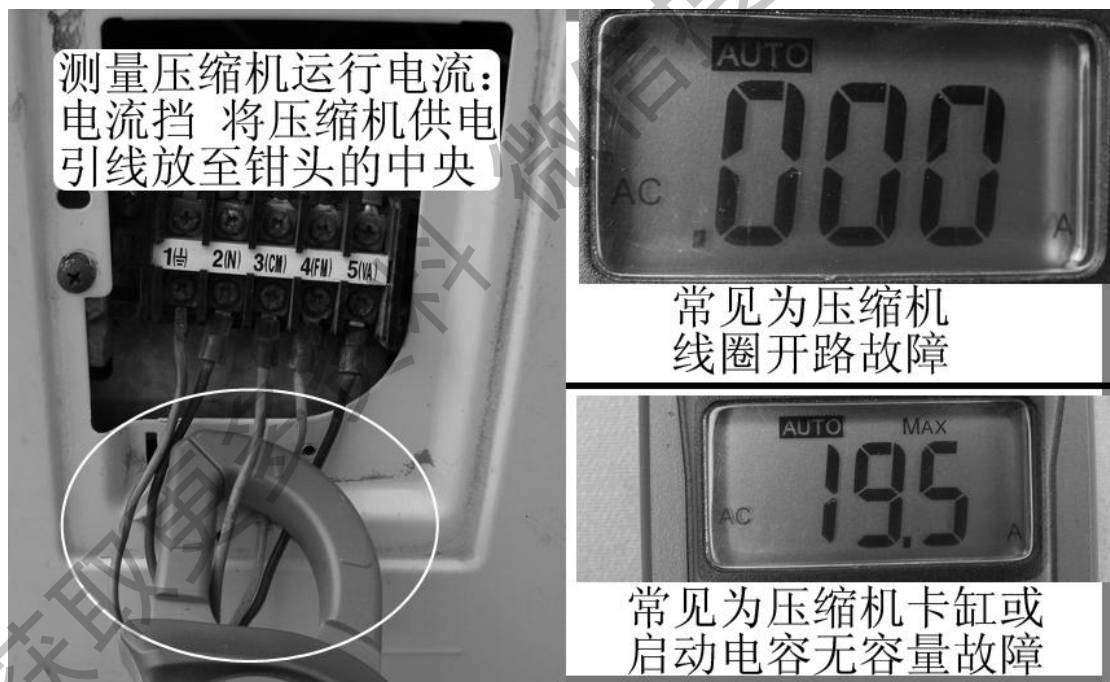 测量压缩机运行电流：
电流挡 将压缩机供电
引线放至钳头的中央
1(⏚) 2(N) 3(CM) 4(FM) 5(VA)
AUTO
AC .000 A
常见为压缩机
线圈开路故障
AUTO MAX
AC 19.5 A
常见为压缩机卡缸或
启动电容无容量故障